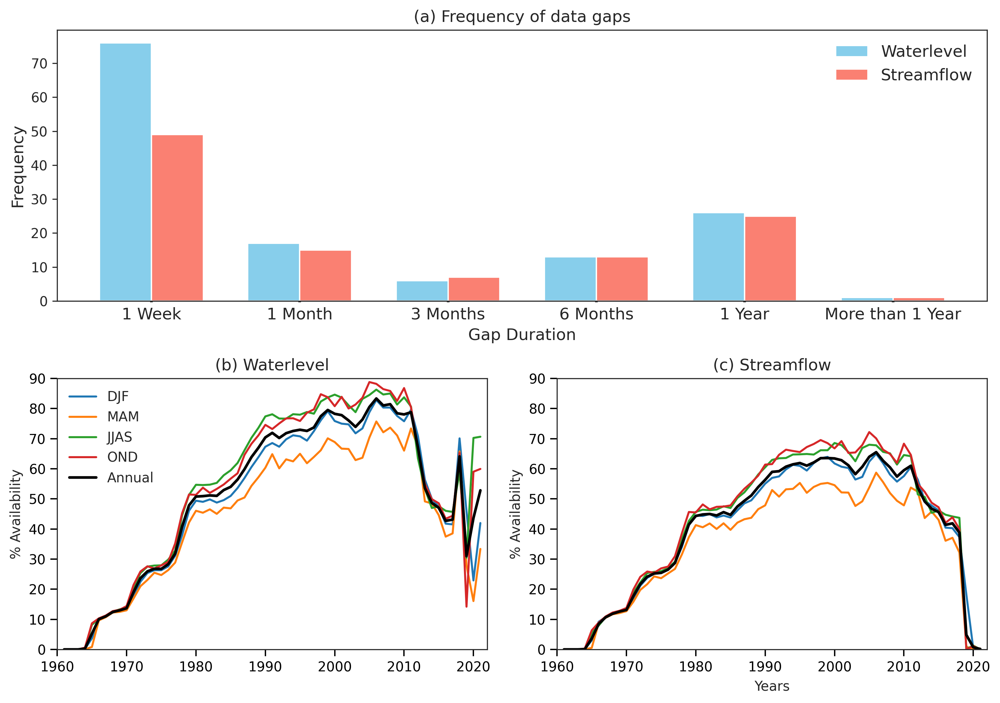 (a) Frequency of data gaps
Frequency
70
60
50
40
30
20
10
0
Waterlevel
Streamflow
1 Week 1 Month 3 Months 6 Months 1 Year More than 1 Year
Gap Duration
(b) Waterlevel
% Availability
90
80
70
60
50
40
30
20
10
0
DJF
MAM
JJAS
OND
Annual
1960 1970 1980 1990 2000 2010 2020
(c) Streamflow
% Availability
90
80
70
60
50
40
30
20
10
0
1960 1970 1980 1990 2000 2010 2020
Years